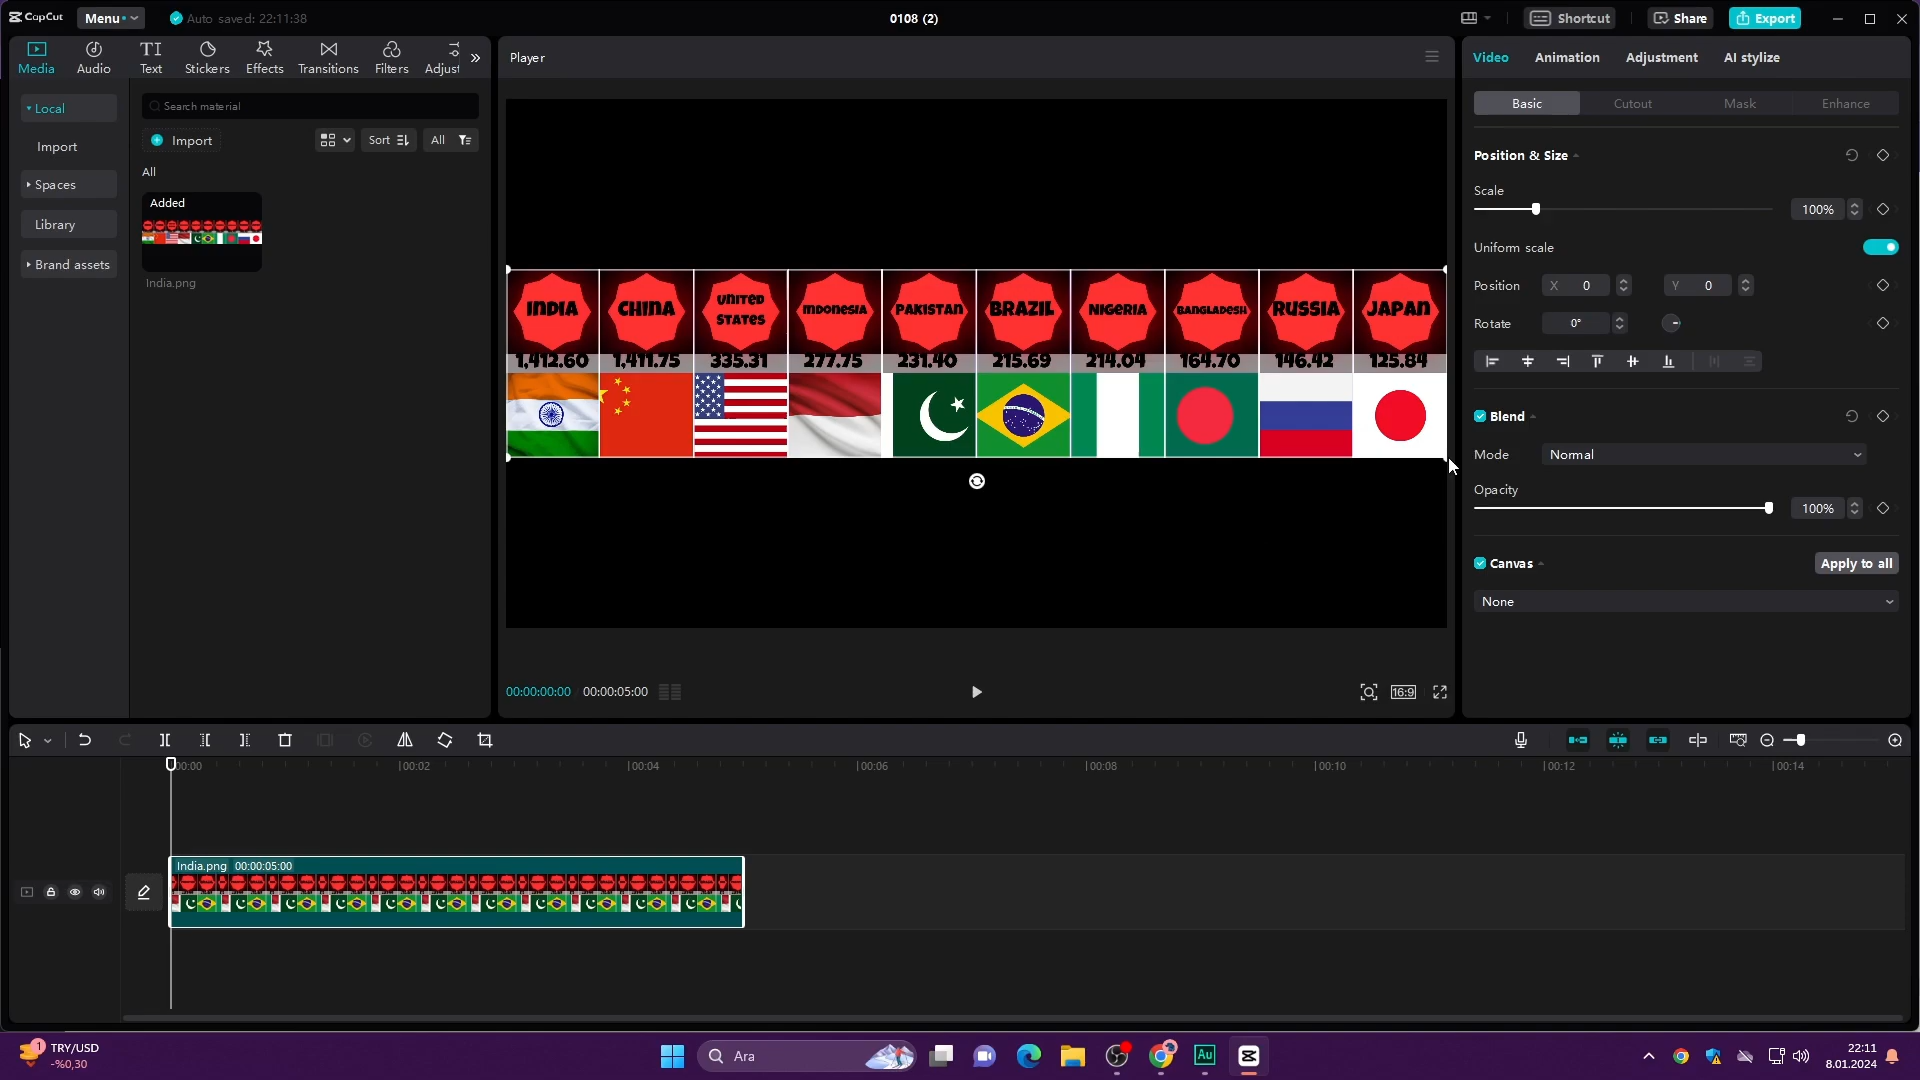 CapCut
Menu
Auto saved: 22:11:38
0108 (2)
Shortcut
Share
Export
Media
Audio
TI
Text
Stickers
Effects
Transitions
Filters
Adjust
Local
Import
Spaces
Library
Brand assets
Search material
Import
Sort
All
All
Added
India.png
Player
INDIA
CHINA
UNITED
STATES
INDONESIA
PAKISTAN
BRAZIL
NIGERIA
BANGLADESH
RUSSIA
JAPAN
1,412.60
1,411.75
335.31
277.75
231.40
215.69
214.04
164.70
146.42
125.84
00:00:00:00
00:00:05:00
16:9
Video
Animation
Adjustment
AI stylize
Basic
Cutout
Mask
Enhance
Position & Size
Scale
100%
Uniform scale
Position
X 0
Y 0
Rotate
0°
Blend
Mode
Normal
Opacity
100%
Canvas
Apply to all
None
00:00
00:02
00:04
00:06
00:08
00:10
00:12
00:14
India.png 00:00:05:00
1
TRY/USD
-%0,30
Ara
Au
22:11
8.01.2024